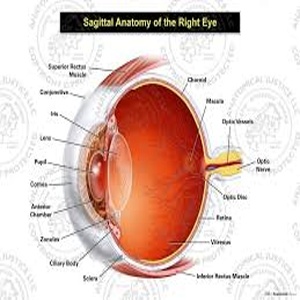 Sagittal Anatomy of the Right Eye
Superior Rectus
Muscle
Conjunctiva
Iris
Lens
Pupil
Cornea
Anterior
Chamber
Zonules
Ciliary Body
Sclera
Choroid
Macula
Optic Vessels
Optic
Nerve
Optic Disc
Retina
Vitreous
Inferior Rectus Muscle